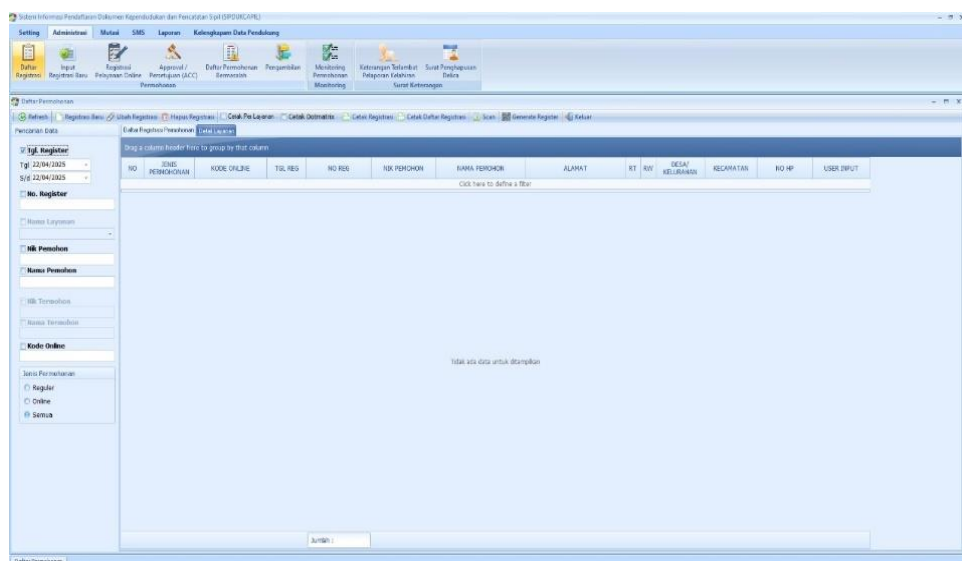 Sistem Informasi Pendaftaran Dokumen Kependudukan dan Pencatatan Sipil (SIPDUKCAPIL)
Setting Administrasi Mutasi SMS Laporan Kelengkapan Data Pendukung
Daftar Registrasi
Input Registrasi Baru
Registrasi Pelayanan Online
Approval / Persetujuan (ACC)
Daftar Permohonan Bermasalah
Pengambilan
Monitoring Permohonan
Keterangan Terlambat Pelaporan Kelahiran
Surat Penghapusan Denda
Permohonan Monitoring Surat Keterangan
Daftar Permohonan
Refresh Registrasi Baru Ubah Registrasi Hapus Registrasi Cetak Per Layanan Cetak Dotmatrix Cetak Registrasi Cetak Daftar Registrasi Scan Generate Register Keluar
Pencarian Data
Daftar Registrasi Permohonan Detail Layanan
Tgl. Register
Drag a column header here to group by that column
Tgl 22/04/2025
S/d 22/04/2025
NO JENIS PERMOHONAN KODE ONLINE TGL REG NO REG NIK PEMOHON NAMA PEMOHON ALAMAT RT RW DESA/ KELURAHAN KECAMATAN NO HP USER INPUT
Click here to define a filter
No. Register
Nama Layanan
Nik Pemohon
Nama Pemohon
Nik Termohon
Nama Termohon
Kode Online
Tidak ada data untuk ditampilkan
Jenis Permohonan
Reguler
Online
Semua
Jumlah :
Daftar Permohonan